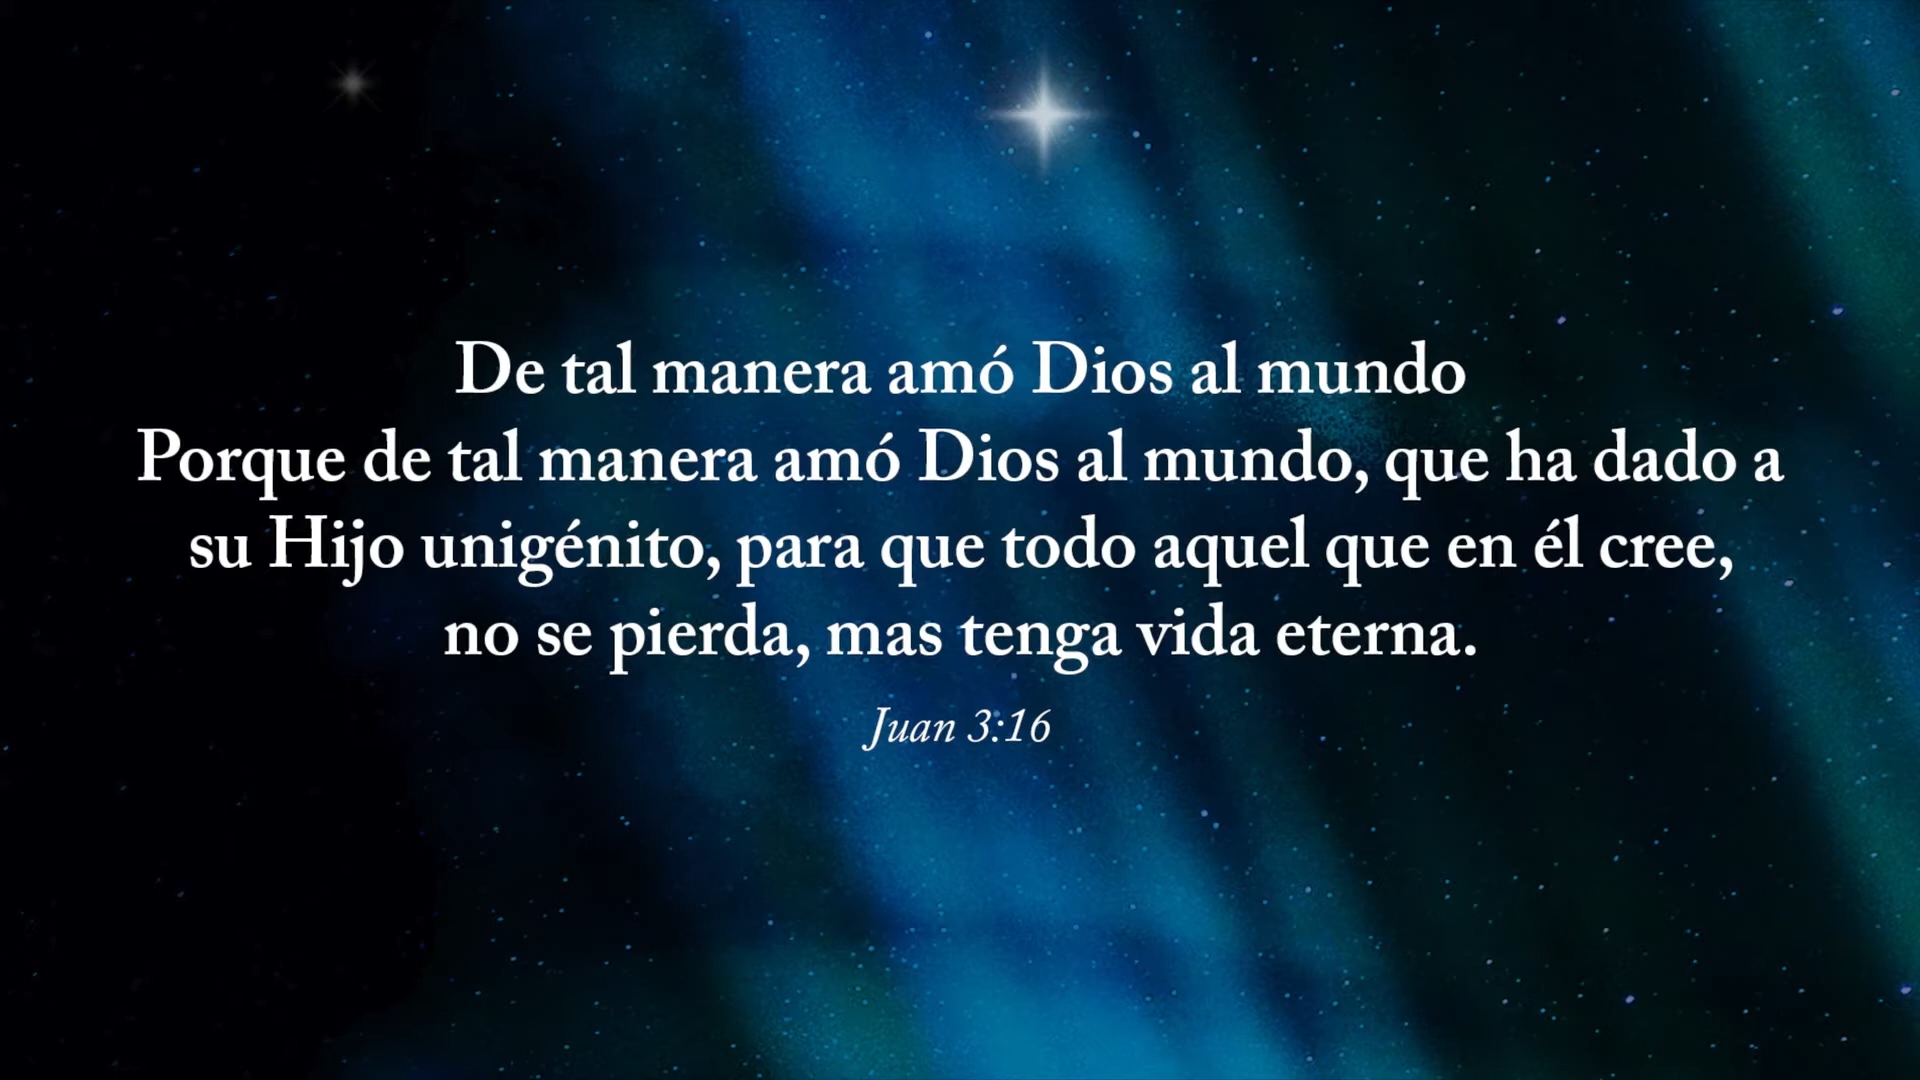 De tal manera amó Dios al mundo
Porque de tal manera amó Dios al mundo, que ha dado a
su Hijo unigénito, para que todo aquel que en él cree,
no se pierda, mas tenga vida eterna.
Juan 3:16